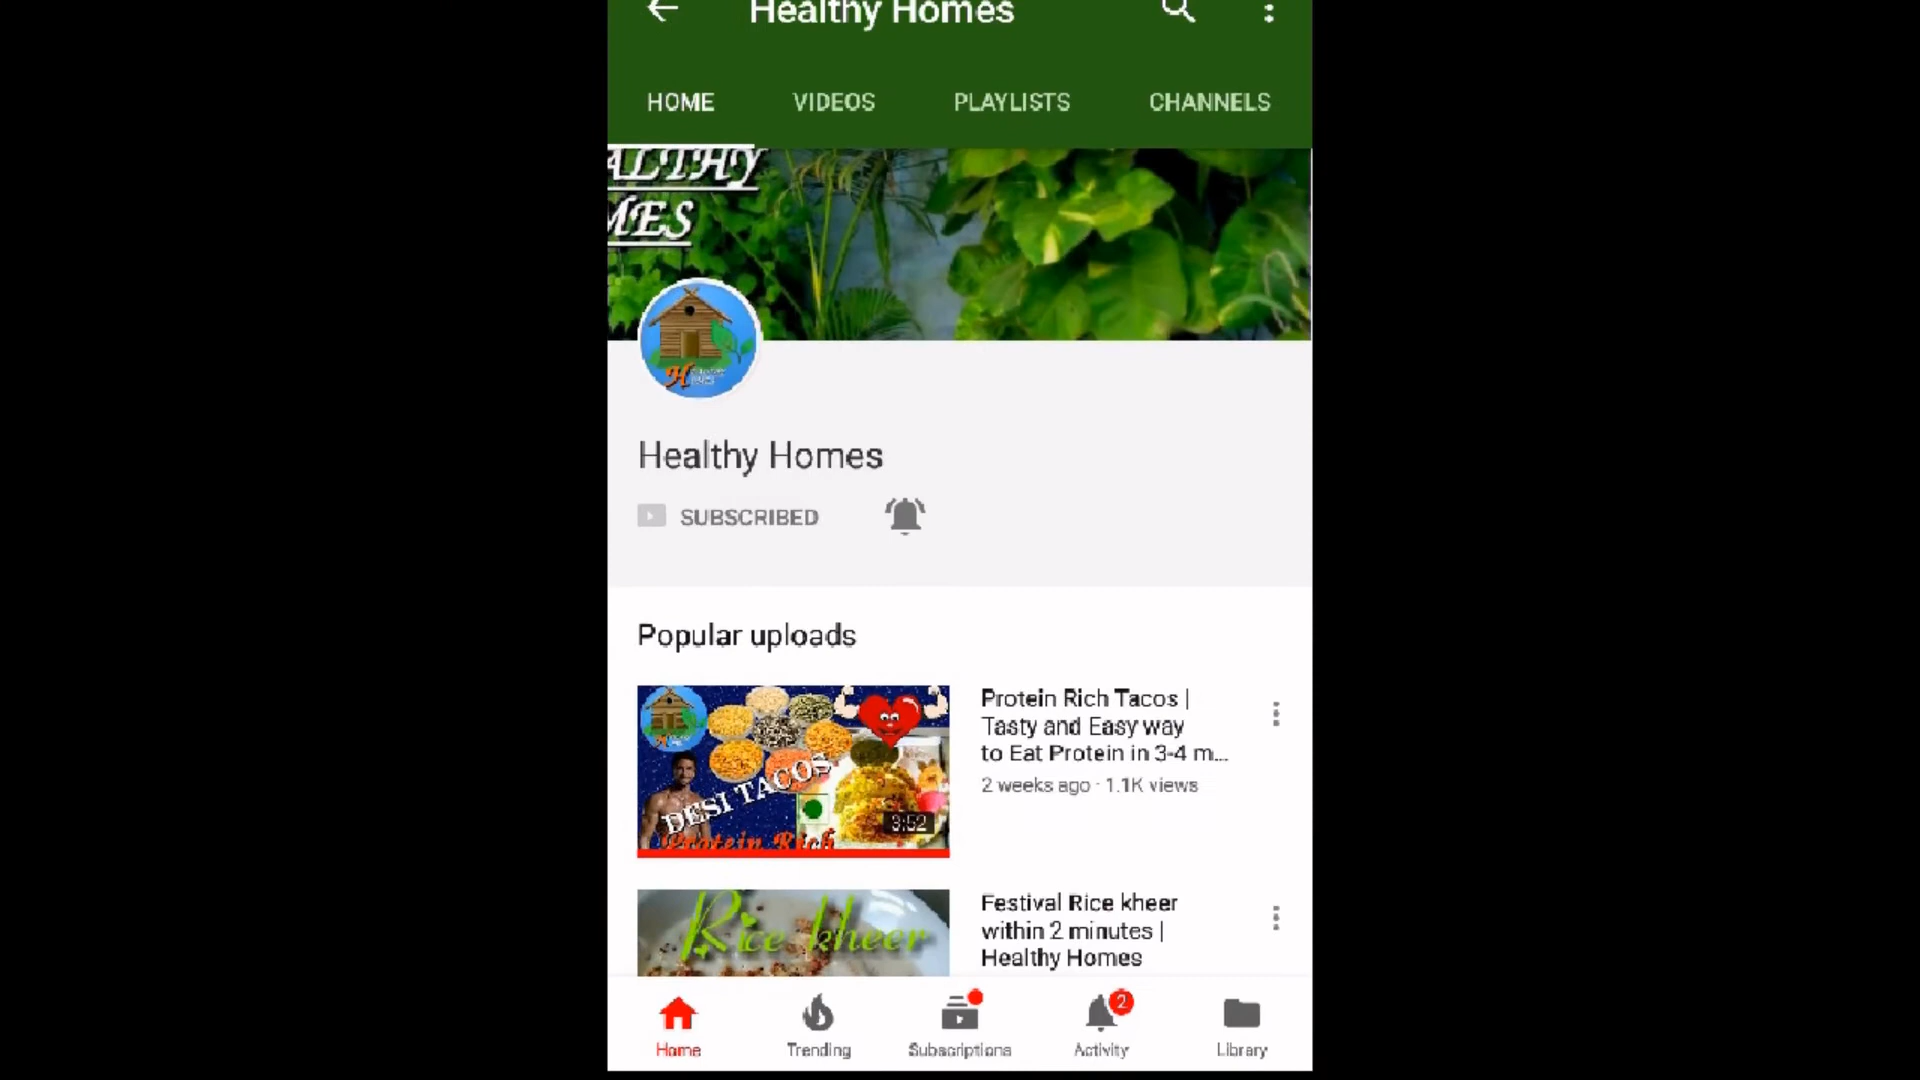 Healthy Homes
HOME VIDEOS PLAYLISTS CHANNELS
ALTHY
MES
Healthy Homes
SUBSCRIBED
Popular uploads
Protein Rich Tacos |
Tasty and Easy way
to Eat Protein in 3-4 m...
2 weeks ago · 1.1K views
DESI TACOS
Protein Rich
3:52
Rice kheer
Festival Rice kheer
within 2 minutes |
Healthy Homes
2
Home Trending Subscriptions Activity Library